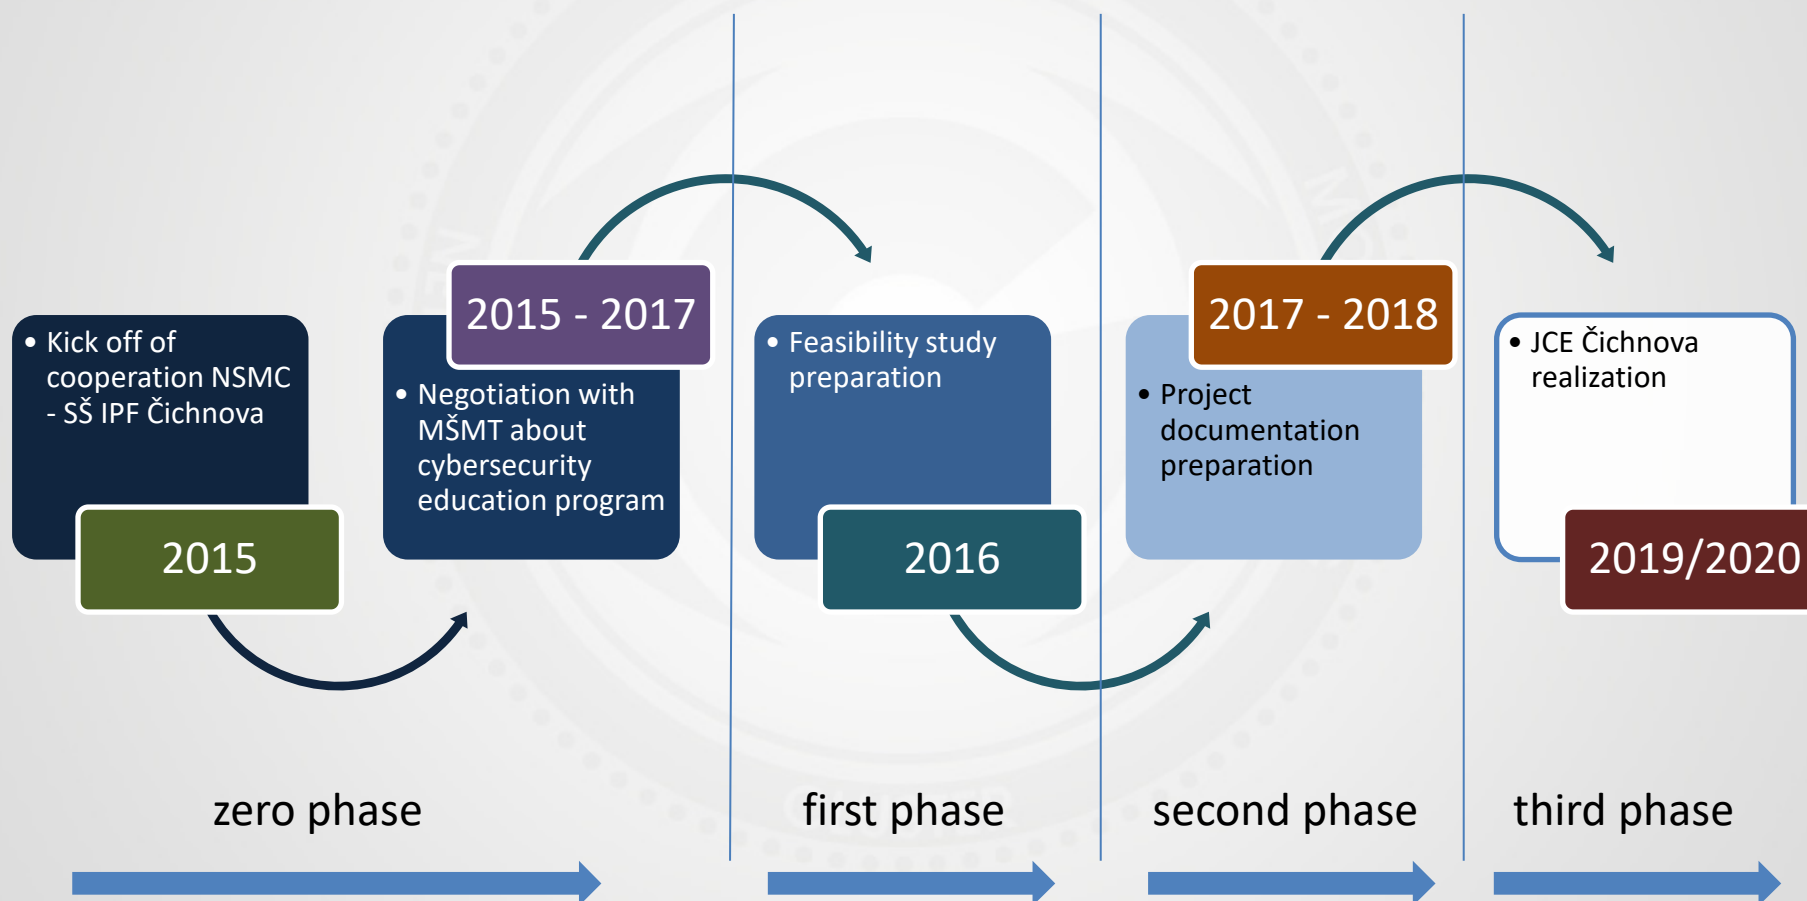 • Kick off of
cooperation NSMC
- SŠ IPF Čichnova
2015
2015 - 2017
• Negotiation with
MŠMT about
cybersecurity
education program
• Feasibility study
preparation
2016
2017 - 2018
• Project
documentation
preparation
• JCE Čichnova
realization
2019/2020
zero phase
first phase
second phase
third phase
CLUSTER